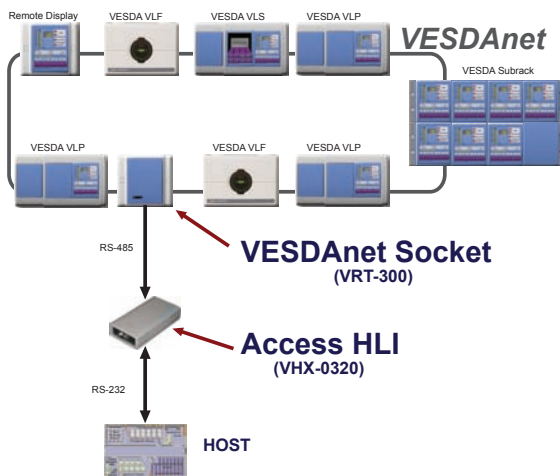 Remote Display
VESDA VLF
VESDA VLS
VESDA VLP
VESDAnet
VESDA Subrack
VESDA VLP
VESDA VLF
VESDA VLP
RS-485
VESDAnet Socket
(VRT-300)
Access HLI
(VHX-0320)
RS-232
HOST